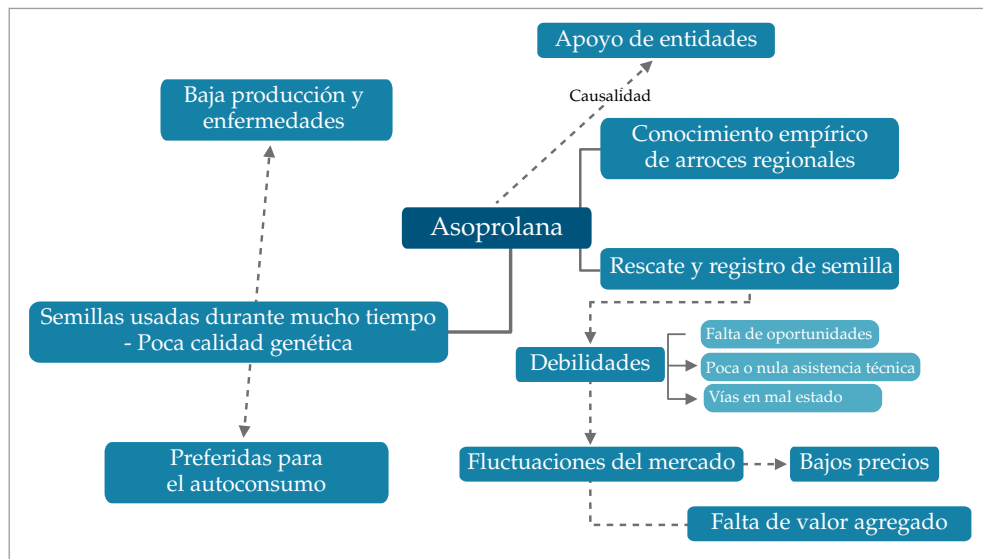 Apoyo de entidades
Causalidad
Baja producción y
enfermedades
Conocimiento empírico
de arroces regionales
Asoprolana
Rescate y registro de semilla
Semillas usadas durante mucho tiempo
- Poca calidad genética
Debilidades
Falta de oportunidades
Poca o nula asistencia técnica
Vías en mal estado
Preferidas para
el autoconsumo
Fluctuaciones del mercado
Bajos precios
Falta de valor agregado